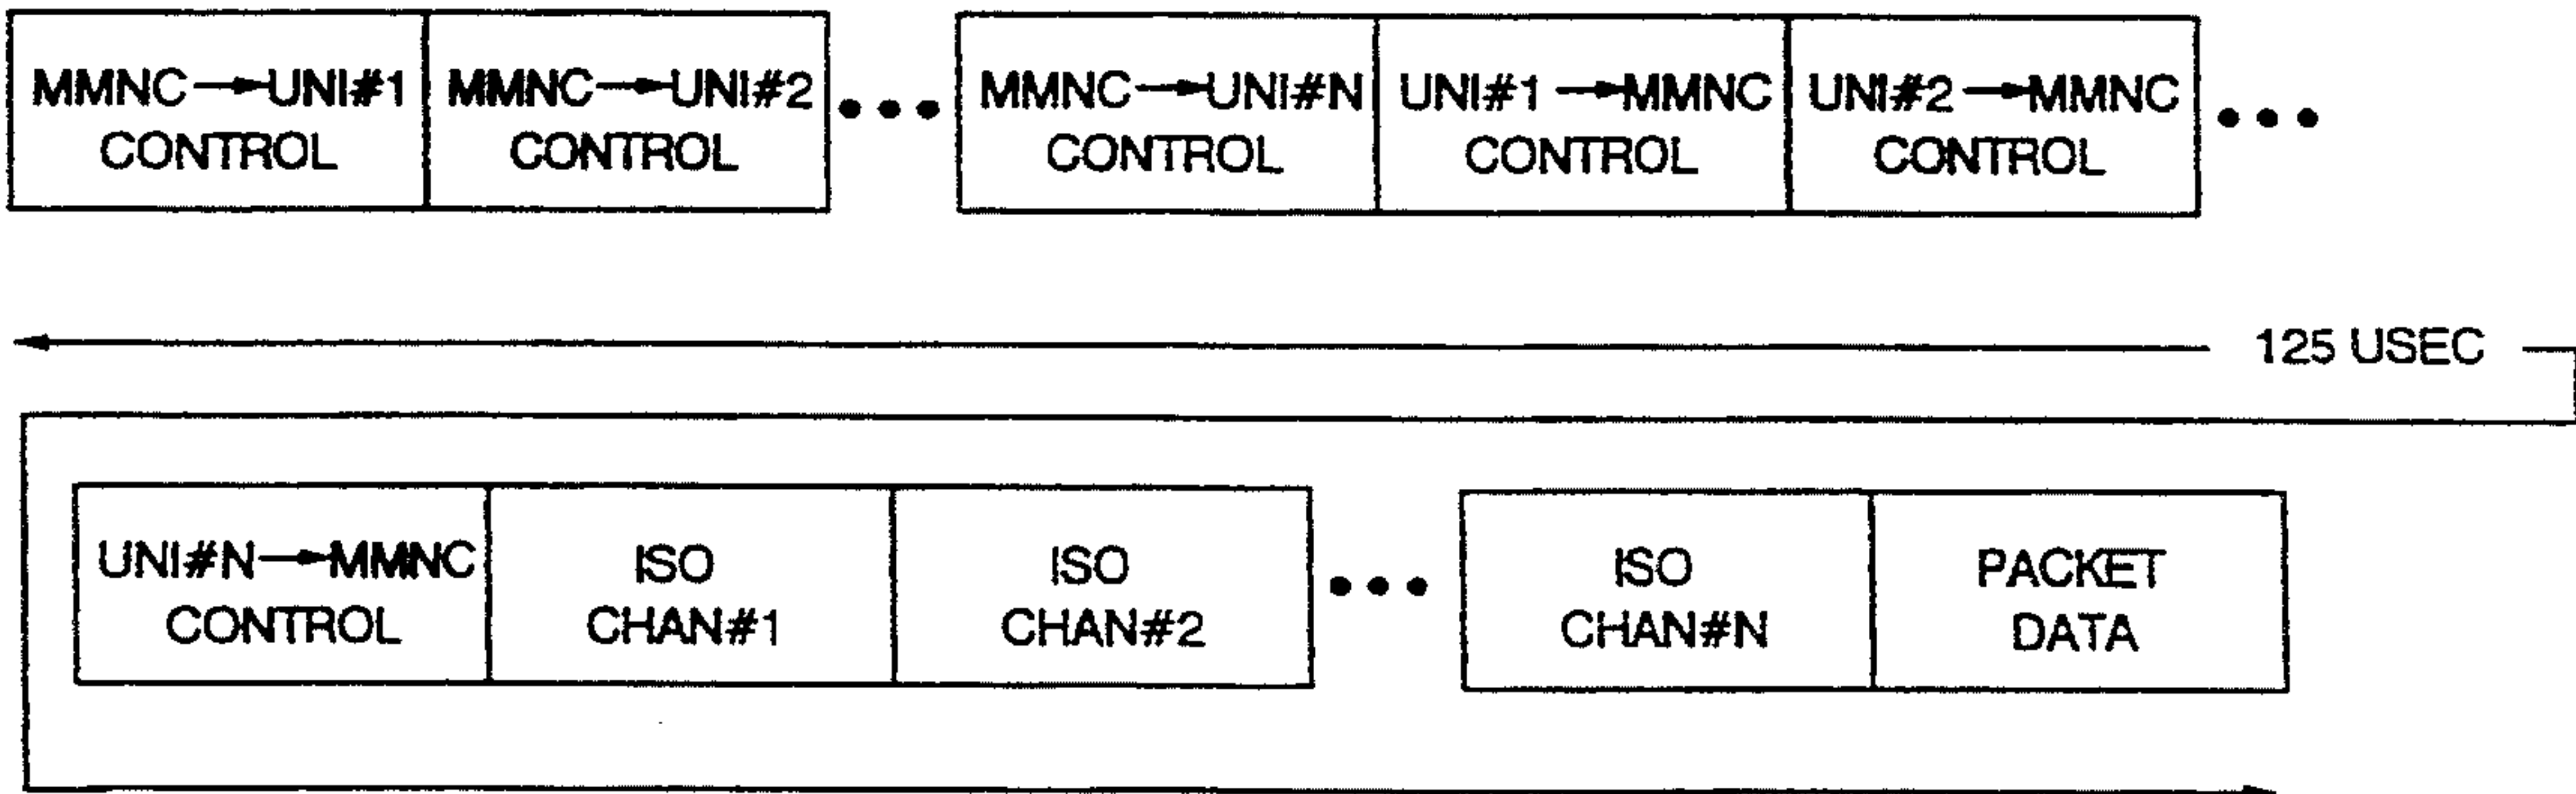 MMNC→UNI#1 CONTROL
MMNC→UNI#2 CONTROL
•••
MMNC→UNI#N CONTROL
UNI#1→MMNC CONTROL
UNI#2→MMNC CONTROL
•••
125 USEC
UNI#N→MMNC CONTROL
ISO CHAN#1
ISO CHAN#2
•••
ISO CHAN#N
PACKET DATA